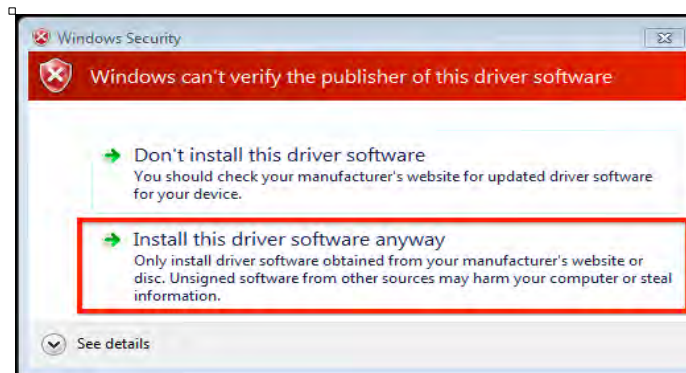 Windows Security
Windows can't verify the publisher of this driver software
Don't install this driver software
You should check your manufacturer's website for updated driver software
for your device.
Install this driver software anyway
Only install driver software obtained from your manufacturer's website or
disc. Unsigned software from other sources may harm your computer or steal
information.
See details